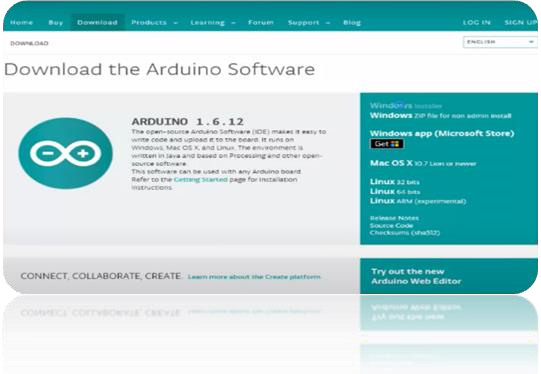 Home Buy Download Products Learning Forum Support Blog LOG IN SIGN UP
DOWNLOAD
ENGLISH
Download the Arduino Software
ARDUINO 1.6.12
The open-source Arduino Software (IDE) makes it easy to
write code and upload it to the board. It runs on
Windows, Mac OS X, and Linux. The environment is
written in Java and based on Processing and other open-
source software.
This software can be used with any Arduino board.
Refer to the Getting Started page for Installation
instructions.
Windows Installer
Windows ZIP file for non admin install
Windows app (Microsoft Store)
Get
Mac OS X 10.7 Lion or newer
Linux 32 bits
Linux 64 bits
Linux ARM (experimental)
Release Notes
Source Code
Checksums (sha512)
CONNECT, COLLABORATE, CREATE. Learn more about the Create platform
Try out the new
Arduino Web Editor